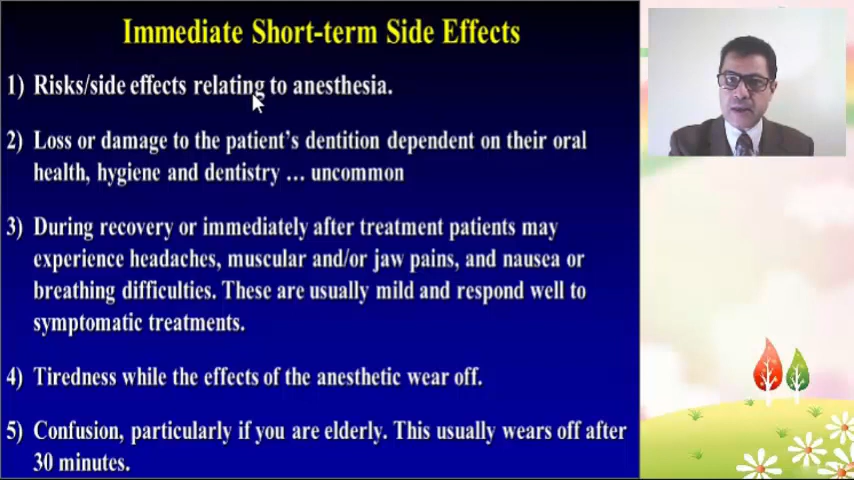 Immediate Short-term Side Effects
1) Risks/side effects relating to anesthesia.
2) Loss or damage to the patient's dentition dependent on their oral
health, hygiene and dentistry ... uncommon
3) During recovery or immediately after treatment patients may
experience headaches, muscular and/or jaw pains, and nausea or
breathing difficulties. These are usually mild and respond well to
symptomatic treatments.
4) Tiredness while the effects of the anesthetic wear off.
5) Confusion, particularly if you are elderly. This usually wears off after
30 minutes.